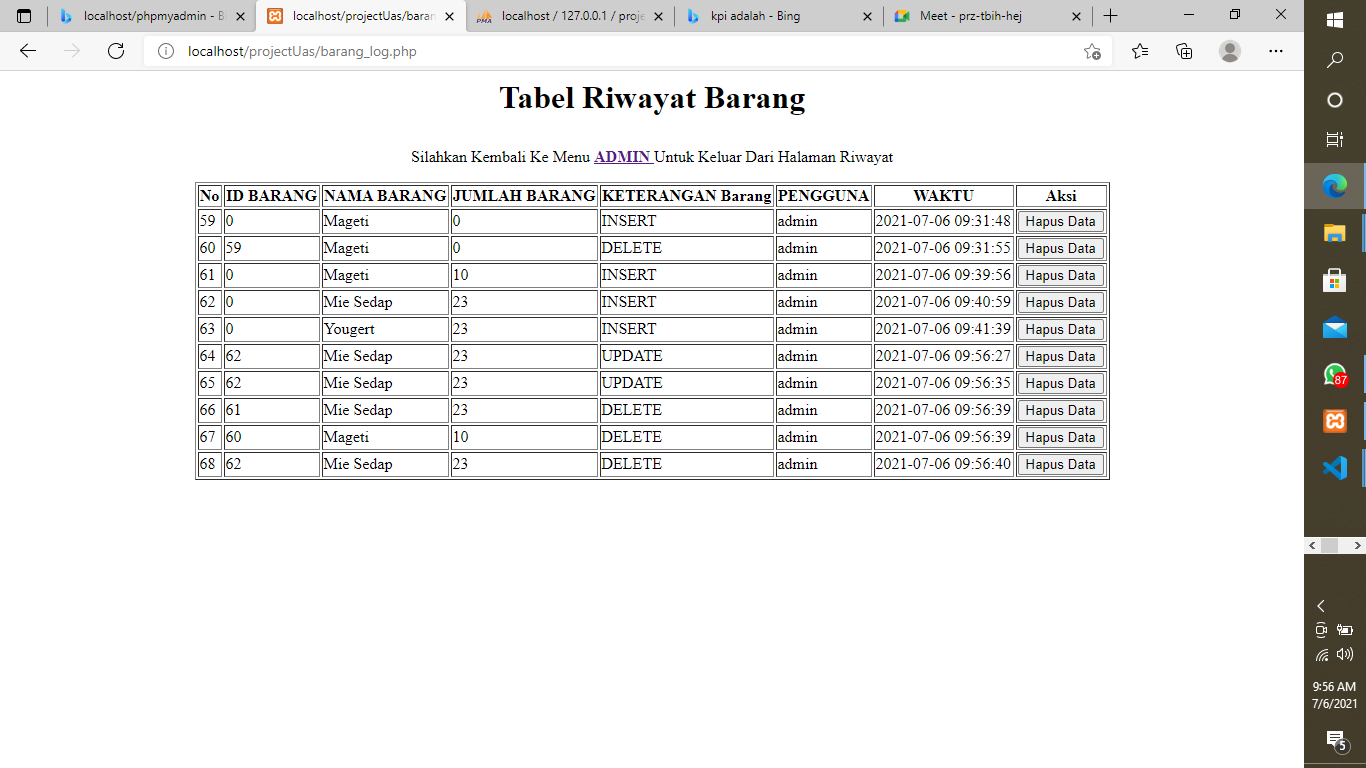 localhost/phpmyadmin - B
localhost/projectUas/baran
localhost / 127.0.0.1 / proje
kpi adalah - Bing
Meet - prz-tbih-hej
localhost/projectUas/barang_log.php
Tabel Riwayat Barang
Silahkan Kembali Ke Menu ADMIN Untuk Keluar Dari Halaman Riwayat
No ID BARANG NAMA BARANG JUMLAH BARANG KETERANGAN Barang PENGGUNA WAKTU Aksi
59 0 Mageti 0 INSERT admin 2021-07-06 09:31:48 Hapus Data
60 59 Mageti 0 DELETE admin 2021-07-06 09:31:55 Hapus Data
61 0 Mageti 10 INSERT admin 2021-07-06 09:39:56 Hapus Data
62 0 Mie Sedap 23 INSERT admin 2021-07-06 09:40:59 Hapus Data
63 0 Yougert 23 INSERT admin 2021-07-06 09:41:39 Hapus Data
64 62 Mie Sedap 23 UPDATE admin 2021-07-06 09:56:27 Hapus Data
65 62 Mie Sedap 23 UPDATE admin 2021-07-06 09:56:35 Hapus Data
66 61 Mie Sedap 23 DELETE admin 2021-07-06 09:56:39 Hapus Data
67 60 Mageti 10 DELETE admin 2021-07-06 09:56:39 Hapus Data
68 62 Mie Sedap 23 DELETE admin 2021-07-06 09:56:40 Hapus Data
87
9:56 AM
7/6/2021
5